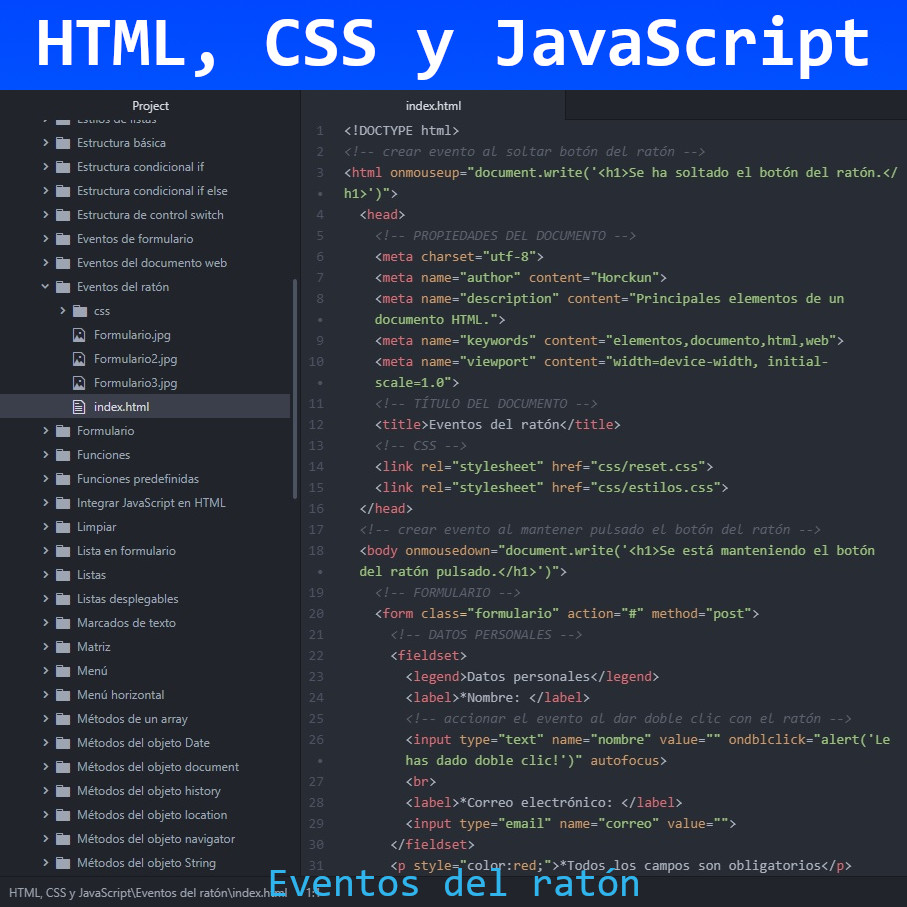 HTML, CSS y JavaScript
Project
index.html
Estilos de listas
Estructura básica
Estructura condicional if
Estructura condicional if else
Estructura de control switch
Eventos de formulario
Eventos del documento web
Eventos del ratón
css
Formulario.jpg
Formulario2.jpg
Formulario3.jpg
index.html
Formulario
Funciones
Funciones predefinidas
Integrar JavaScript en HTML
Limpiar
Lista en formulario
Listas
Listas desplegables
Marcados de texto
Matriz
Menú
Menú horizontal
Métodos de un array
Métodos del objeto Date
Métodos del objeto document
Métodos del objeto history
Métodos del objeto location
Métodos del objeto navigator
Métodos del objeto String
1 <!DOCTYPE html>
2 <!-- crear evento al soltar botón del ratón -->
3 <html onmouseup="document.write('<h1>Se ha soltado el botón del ratón.</
• h1>')">
4 <head>
5 <!-- PROPIEDADES DEL DOCUMENTO -->
6 <meta charset="utf-8">
7 <meta name="author" content="Horckun">
8 <meta name="description" content="Principales elementos de un
• documento HTML.">
9 <meta name="keywords" content="elementos,documento,html,web">
10 <meta name="viewport" content="width=device-width, initial-
• scale=1.0">
11 <!-- TÍTULO DEL DOCUMENTO -->
12 <title>Eventos del ratón</title>
13 <!-- CSS -->
14 <link rel="stylesheet" href="css/reset.css">
15 <link rel="stylesheet" href="css/estilos.css">
16 </head>
17 <!-- crear evento al mantener pulsado el botón del ratón -->
18 <body onmousedown="document.write('<h1>Se está manteniendo el botón
• del ratón pulsado.</h1>')">
19 <!-- FORMULARIO -->
20 <form class="formulario" action="#" method="post">
21 <!-- DATOS PERSONALES -->
22 <fieldset>
23 <legend>Datos personales</legend>
24 <label>*Nombre: </label>
25 <!-- accionar el evento al dar doble clic con el ratón -->
26 <input type="text" name="nombre" value="" ondblclick="alert('Le
• has dado doble clic!')" autofocus>
27 <br>
28 <label>*Correo electrónico: </label>
29 <input type="email" name="correo" value="">
30 </fieldset>
31 <p style="color:red;">*Todos los campos son obligatorios</p>
HTML, CSS y JavaScript\Eventos del ratón\index.html
Eventos del ratón